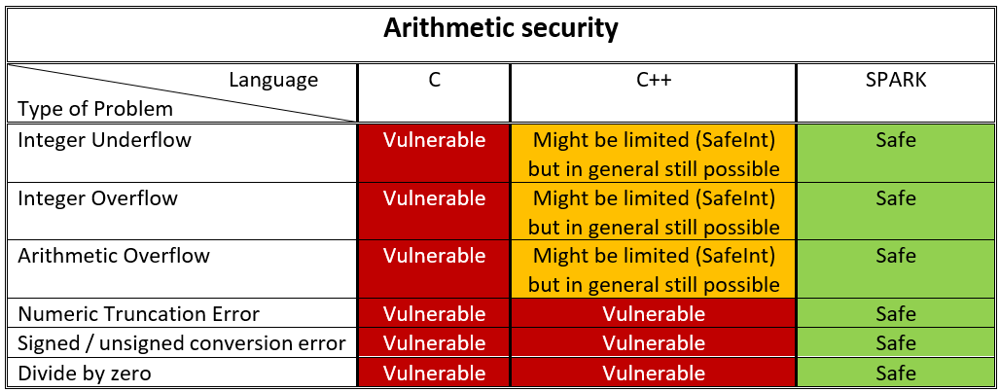 Arithmetic security
Language
Type of Problem
C
C++
SPARK
Integer Underflow
Vulnerable
Might be limited (SafeInt)
but in general still possible
Safe
Integer Overflow
Vulnerable
Might be limited (SafeInt)
but in general still possible
Safe
Arithmetic Overflow
Vulnerable
Might be limited (SafeInt)
but in general still possible
Safe
Numeric Truncation Error
Vulnerable
Vulnerable
Safe
Signed / unsigned conversion error
Vulnerable
Vulnerable
Safe
Divide by zero
Vulnerable
Vulnerable
Safe